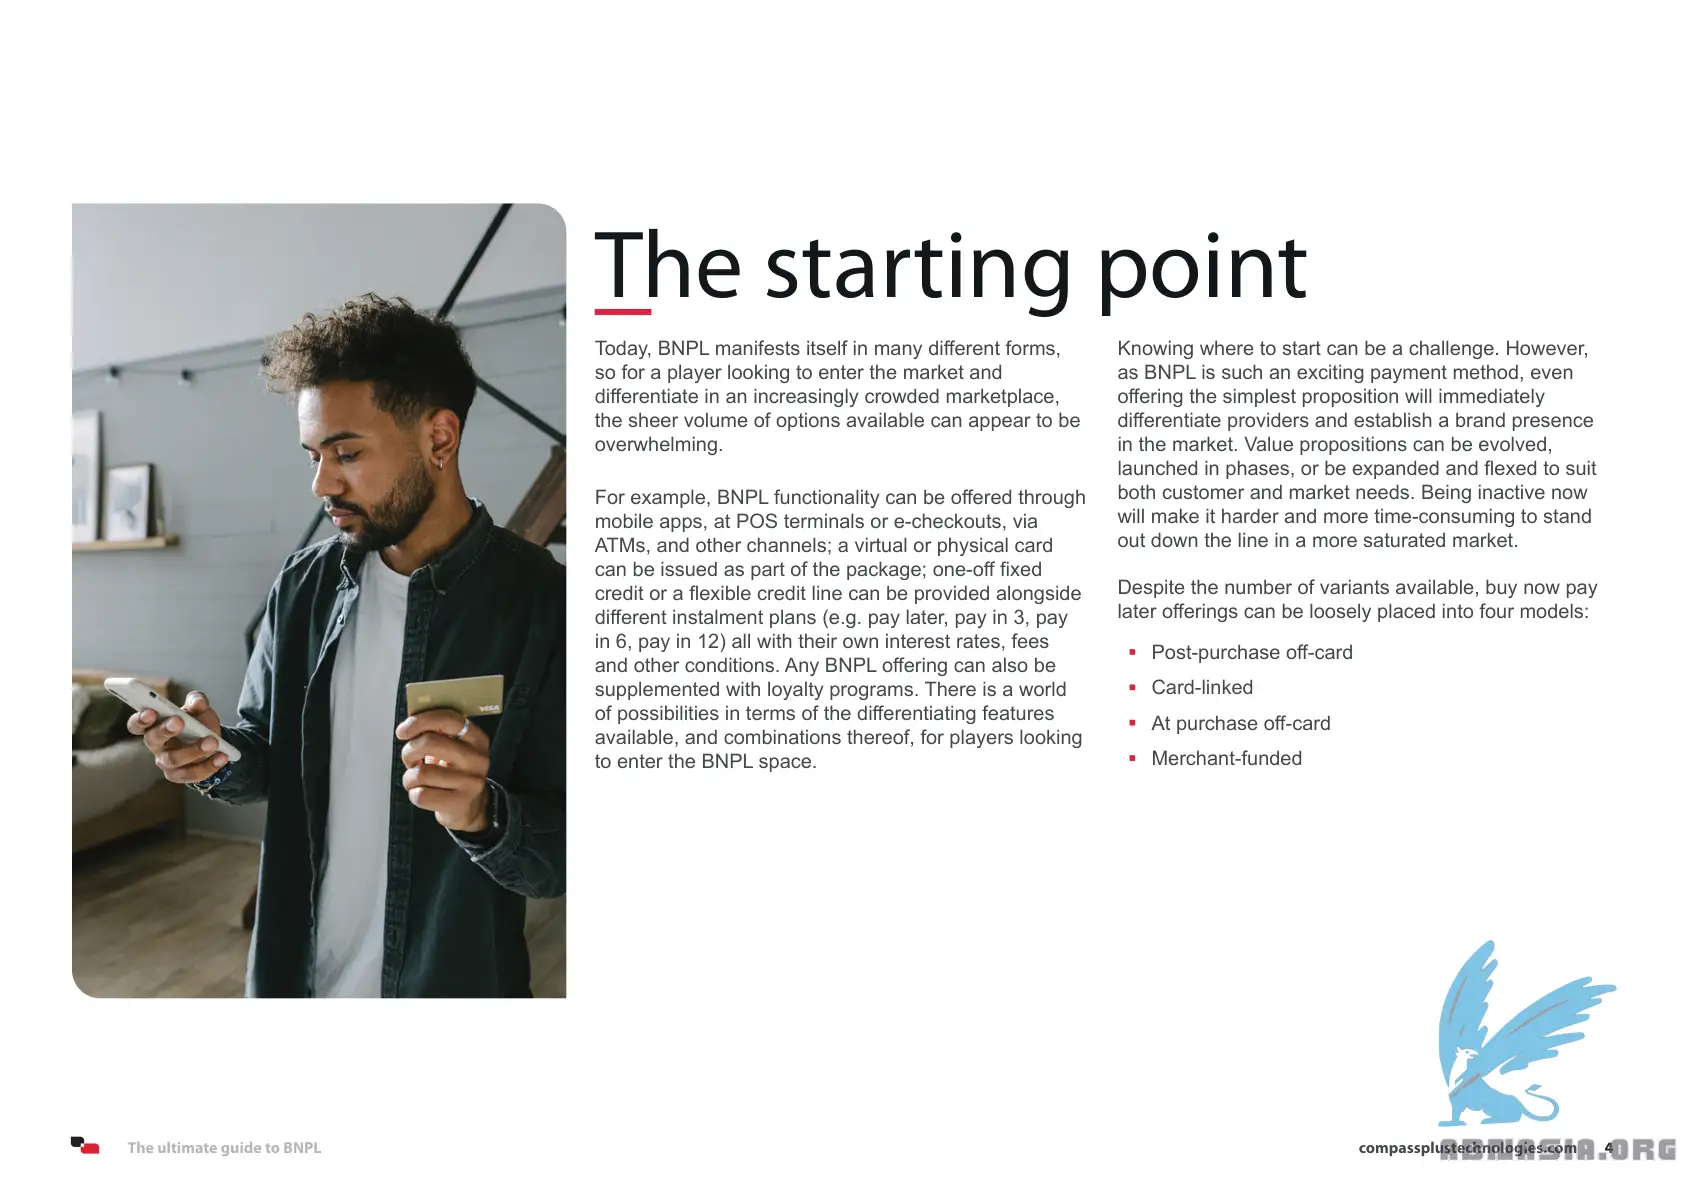 The starting point
Today, BNPL manifests itself in many different forms,
so for a player looking to enter the market and
differentiate in an increasingly crowded marketplace,
the sheer volume of options available can appear to be
overwhelming.
For example, BNPL functionality can be offered through
mobile apps, at POS terminals or e-checkouts, via
ATMs, and other channels; a virtual or physical card
can be issued as part of the package; one-off fixed
credit or a flexible credit line can be provided alongside
different instalment plans (e.g. pay later, pay in 3, pay
in 6, pay in 12) all with their own interest rates, fees
and other conditions. Any BNPL offering can also be
supplemented with loyalty programs. There is a world
of possibilities in terms of the differentiating features
available, and combinations thereof, for players looking
to enter the BNPL space.
Knowing where to start can be a challenge. However,
as BNPL is such an exciting payment method, even
offering the simplest proposition will immediately
differentiate providers and establish a brand presence
in the market. Value propositions can be evolved,
launched in phases, or be expanded and flexed to suit
both customer and market needs. Being inactive now
will make it harder and more time-consuming to stand
out down the line in a more saturated market.
Despite the number of variants available, buy now pay
later offerings can be loosely placed into four models:
▪ Post-purchase off-card
▪ Card-linked
▪ At purchase off-card
▪ Merchant-funded
VISA
The ultimate guide to BNPL
compassplustechnologies.com 4
ABNASIA.ORG